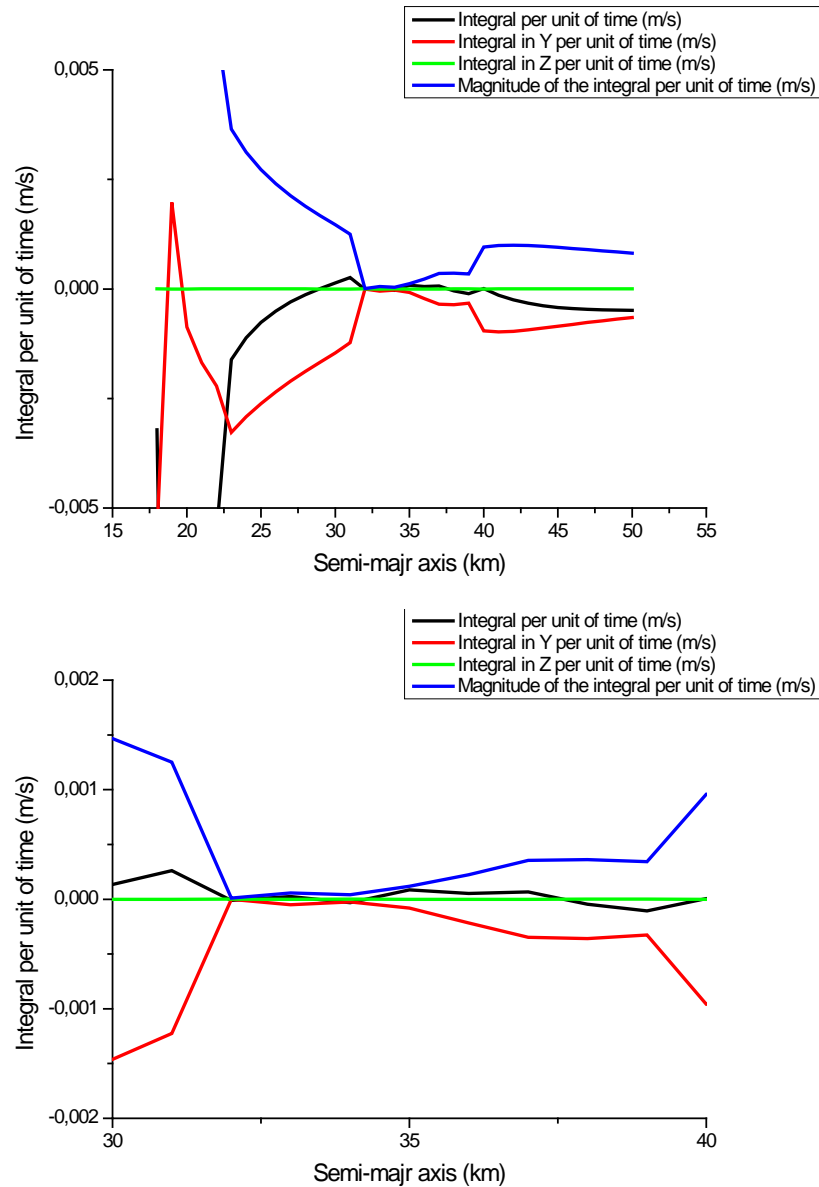 Integral per unit of time (m/s)
Integral in Y per unit of time (m/s)
Integral in Z per unit of time (m/s)
Magnitude of the integral per unit of time (m/s)
0,005
0,000
-0,005
Integral per unit of time (m/s)
15 20 25 30 35 40 45 50 55
Semi-majr axis (km)
Integral per unit of time (m/s)
Integral in Y per unit of time (m/s)
Integral in Z per unit of time (m/s)
Magnitude of the integral per unit of time (m/s)
0,002
0,001
0,000
-0,001
-0,002
Integral per unit of time (m/s)
30 35 40
Semi-majr axis (km)